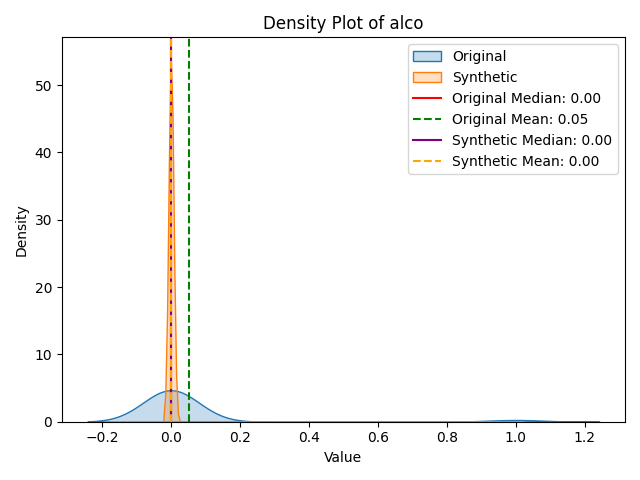 Density Plot of alco
Original
Synthetic
Original Median: 0.00
Original Mean: 0.05
Synthetic Median: 0.00
Synthetic Mean: 0.00
Density
50
40
30
20
10
0
−0.2 0.0 0.2 0.4 0.6 0.8 1.0 1.2
Value